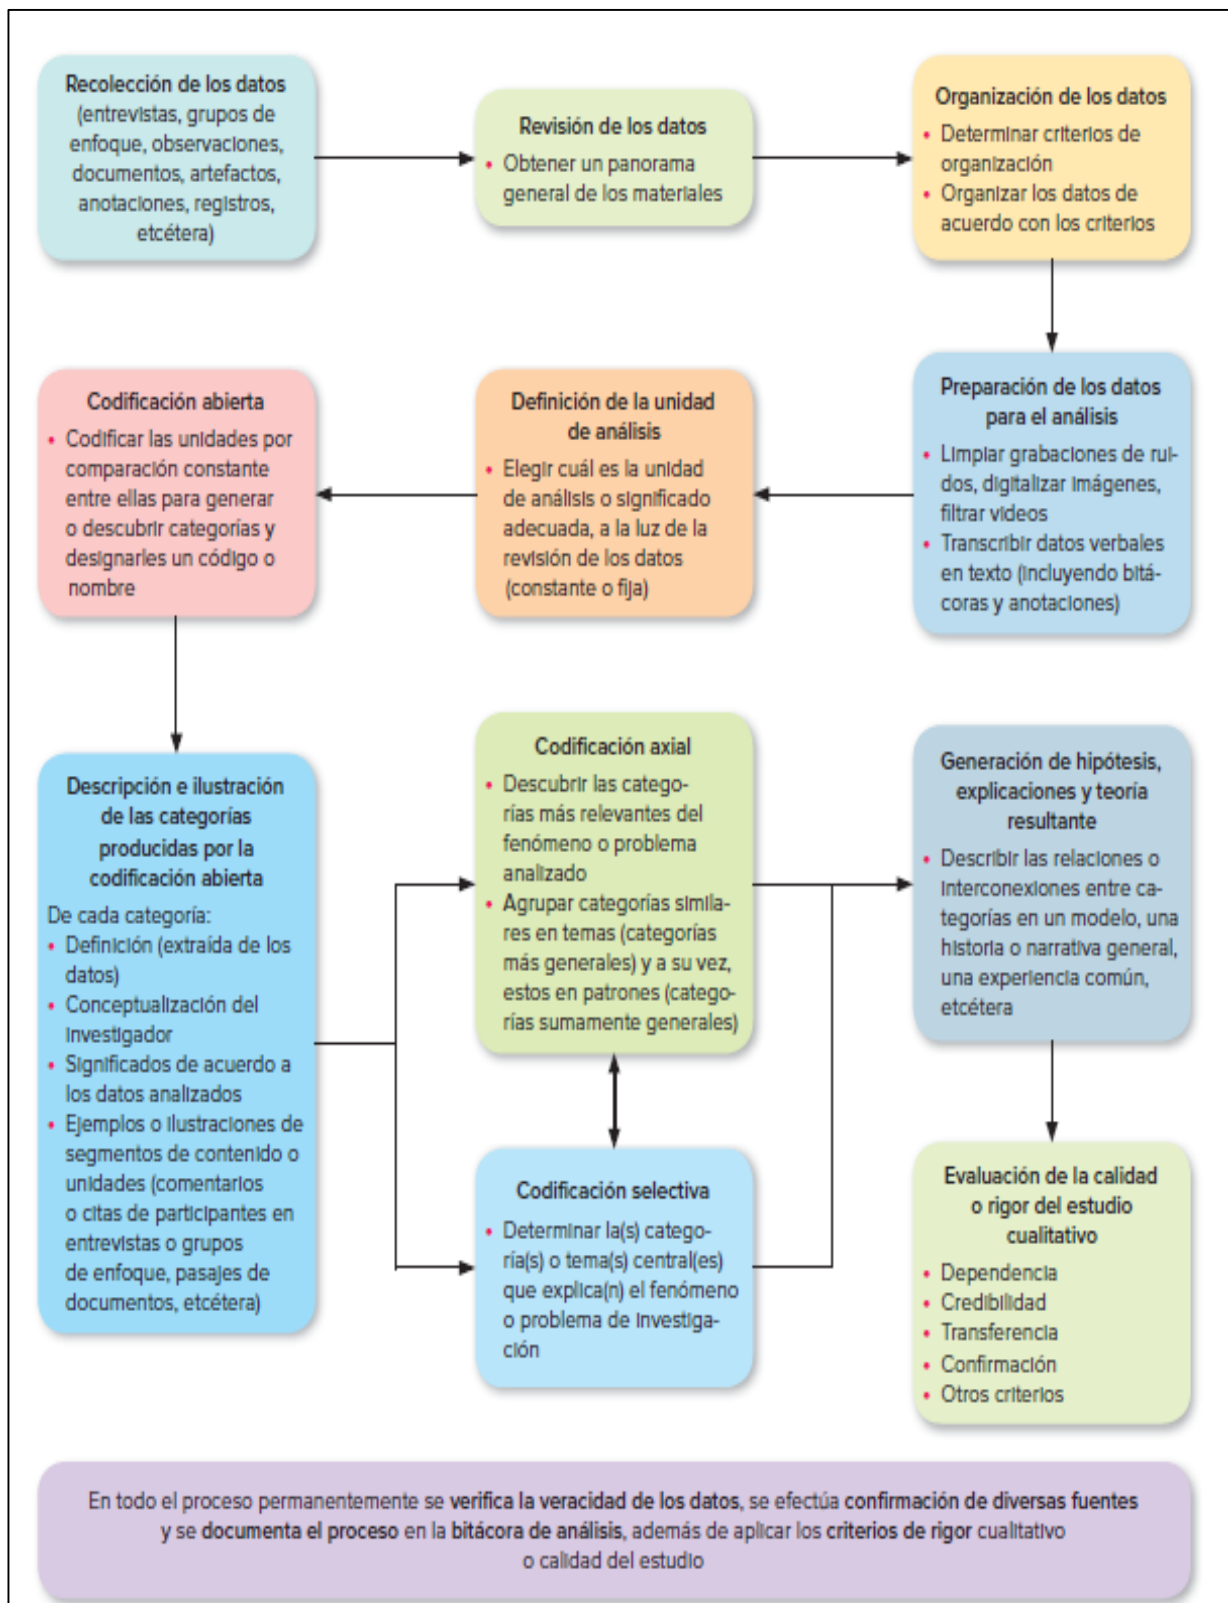 Recolección de los datos
(entrevistas, grupos de
enfoque, observaciones,
documentos, artefactos,
anotaciones, registros,
etcétera)
Revisión de los datos
• Obtener un panorama
general de los materiales
Organización de los datos
• Determinar criterios de
organización
• Organizar los datos de
acuerdo con los criterios
Preparación de los datos
para el análisis
• Limpiar grabaciones de rui-
dos, digitalizar imágenes,
filtrar videos
• Transcribir datos verbales
en texto (incluyendo bitá-
coras y anotaciones)
Definición de la unidad
de análisis
• Elegir cuál es la unidad
de análisis o significado
adecuada, a la luz de la
revisión de los datos
(constante o fija)
Codificación abierta
• Codificar las unidades por
comparación constante
entre ellas para generar
o descubrir categorías y
designarles un código o
nombre
Descripción e ilustración
de las categorías
producidas por la
codificación abierta
De cada categoría:
• Definición (extraída de los
datos)
• Conceptualización del
investigador
• Significados de acuerdo a
los datos analizados
• Ejemplos o ilustraciones de
segmentos de contenido o
unidades (comentarios
o citas de participantes en
entrevistas o grupos
de enfoque, pasajes de
documentos, etcétera)
Codificación axial
• Descubrir las catego-
rías más relevantes del
fenómeno o problema
analizado
• Agrupar categorías simila-
res en temas (categorías
más generales) y a su vez,
estos en patrones (catego-
rías sumamente generales)
Codificación selectiva
• Determinar la(s) catego-
ría(s) o tema(s) central(es)
que explica(n) el fenómeno
o problema de investiga-
ción
Generación de hipótesis,
explicaciones y teoría
resultante
• Describir las relaciones o
interconexiones entre ca-
tegorías en un modelo, una
historia o narrativa general,
una experiencia común,
etcétera
Evaluación de la calidad
o rigor del estudio
cualitativo
• Dependencia
• Credibilidad
• Transferencia
• Confirmación
• Otros criterios
En todo el proceso permanentemente se verifica la veracidad de los datos, se efectúa confirmación de diversas fuentes
y se documenta el proceso en la bitácora de análisis, además de aplicar los criterios de rigor cualitativo
o calidad del estudio